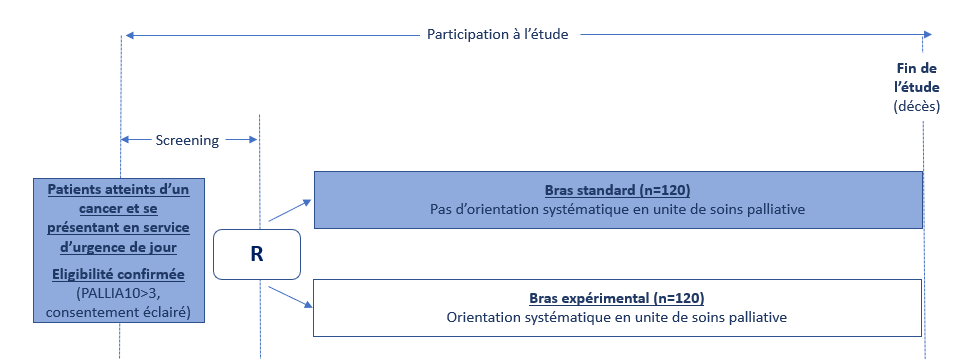 Participation à l'étude
Fin de
l'étude
(décès)
Screening
Patients atteints d'un
cancer et se
présentant en service
d'urgence de jour
Eligibilité confirmée
(PALLIA10>3,
consentement éclairé)
R
Bras standard (n=120)
Pas d'orientation systématique en unite de soins palliative
Bras expérimental (n=120)
Orientation systématique en unite de soins palliative